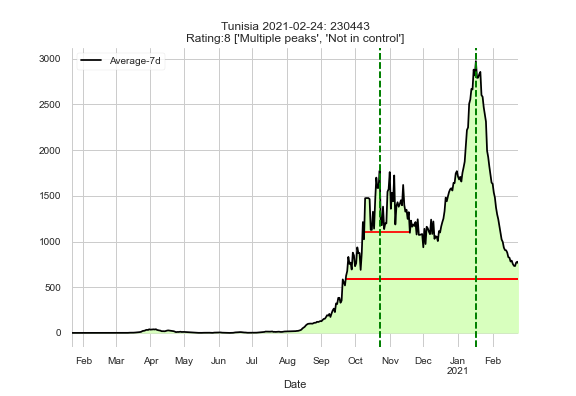 Tunisia 2021-02-24: 230443
Rating:8 ['Multiple peaks', 'Not in control']
Average-7d
3000
2500
2000
1500
1000
500
0
Feb Mar Apr May Jun Jul Aug Sep Oct Nov Dec Jan Feb
2021
Date